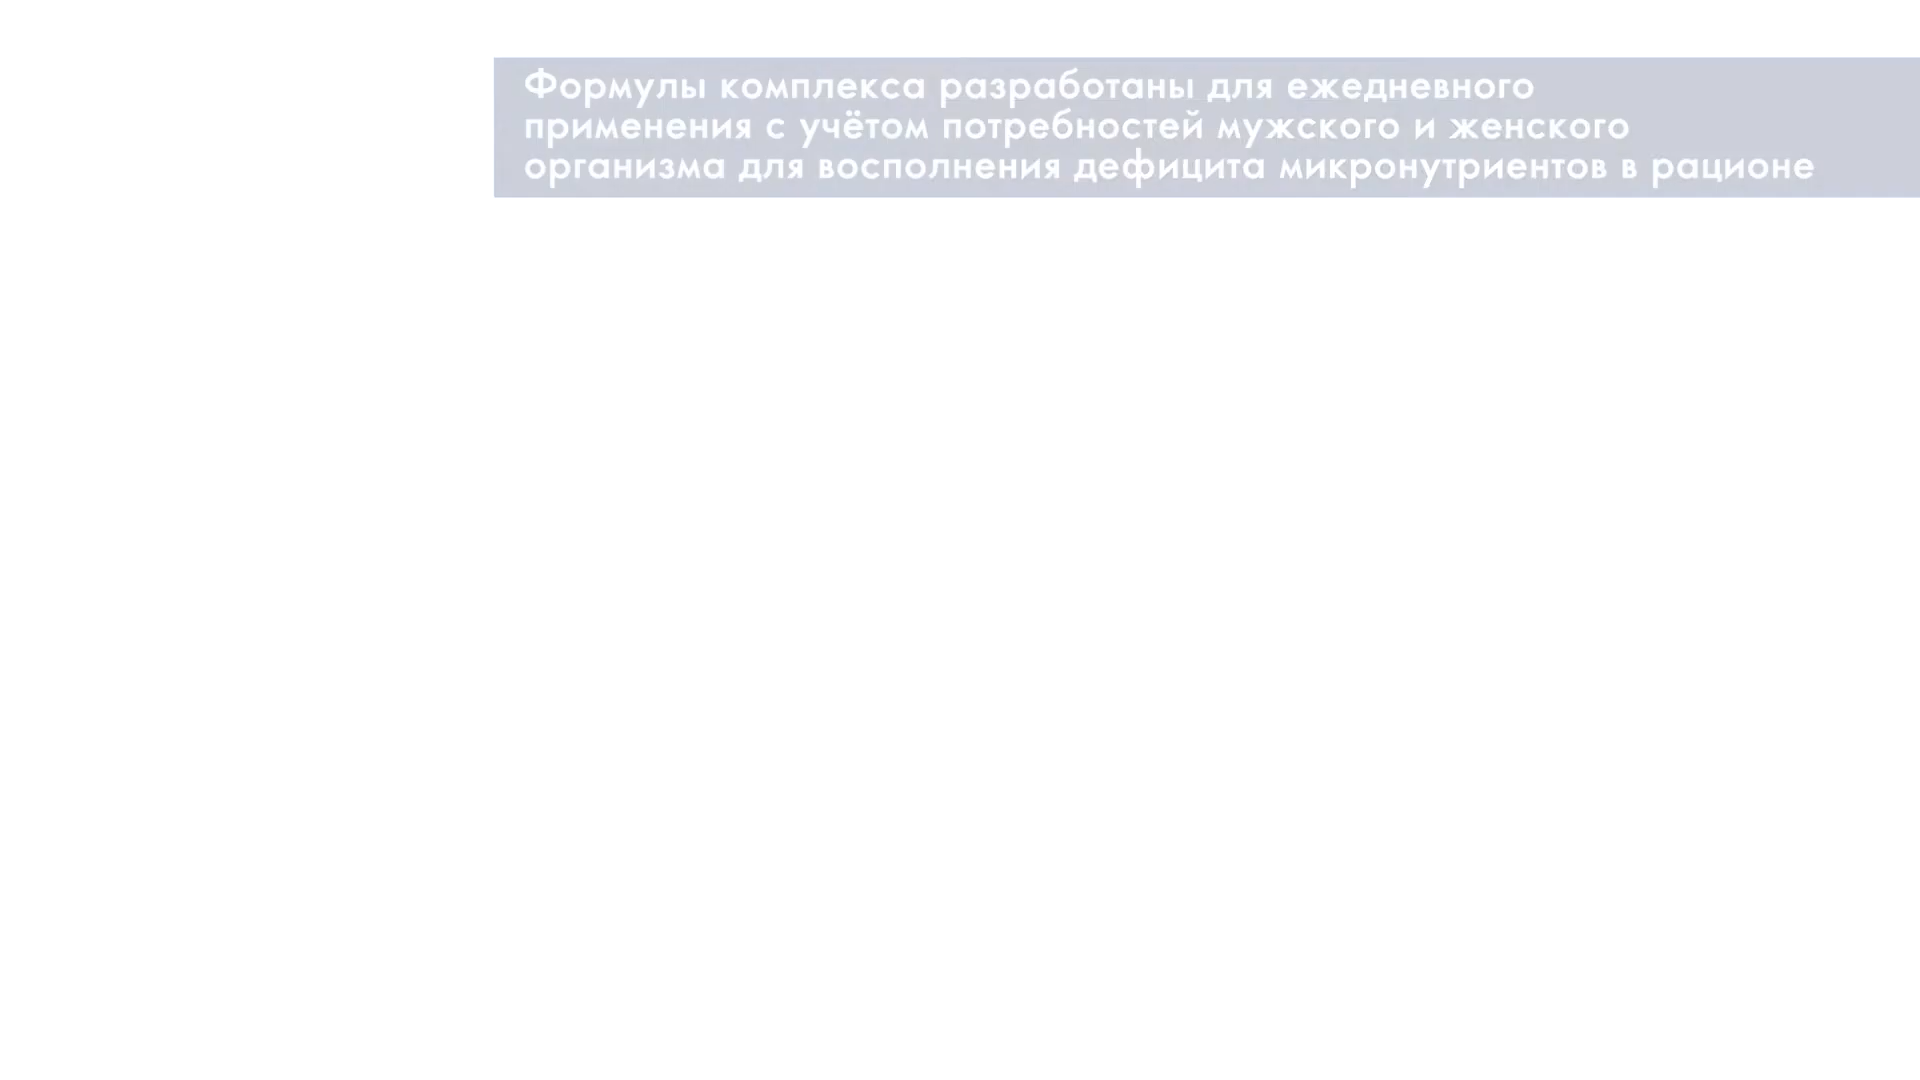 Формулы комплекса разработаны для ежедневного
применения с учётом потребностей мужского и женского
организма для восполнения дефицита микронутриентов в рационе